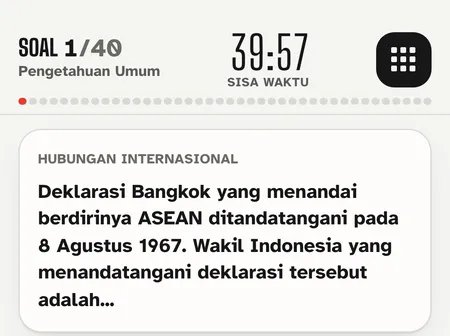 SOAL 1/40
Pengetahuan Umum
39:57
SISA WAKTU
HUBUNGAN INTERNASIONAL
Deklarasi Bangkok yang menandai
berdirinya ASEAN ditandatangani pada
8 Agustus 1967. Wakil Indonesia yang
menandatangani deklarasi tersebut
adalah...